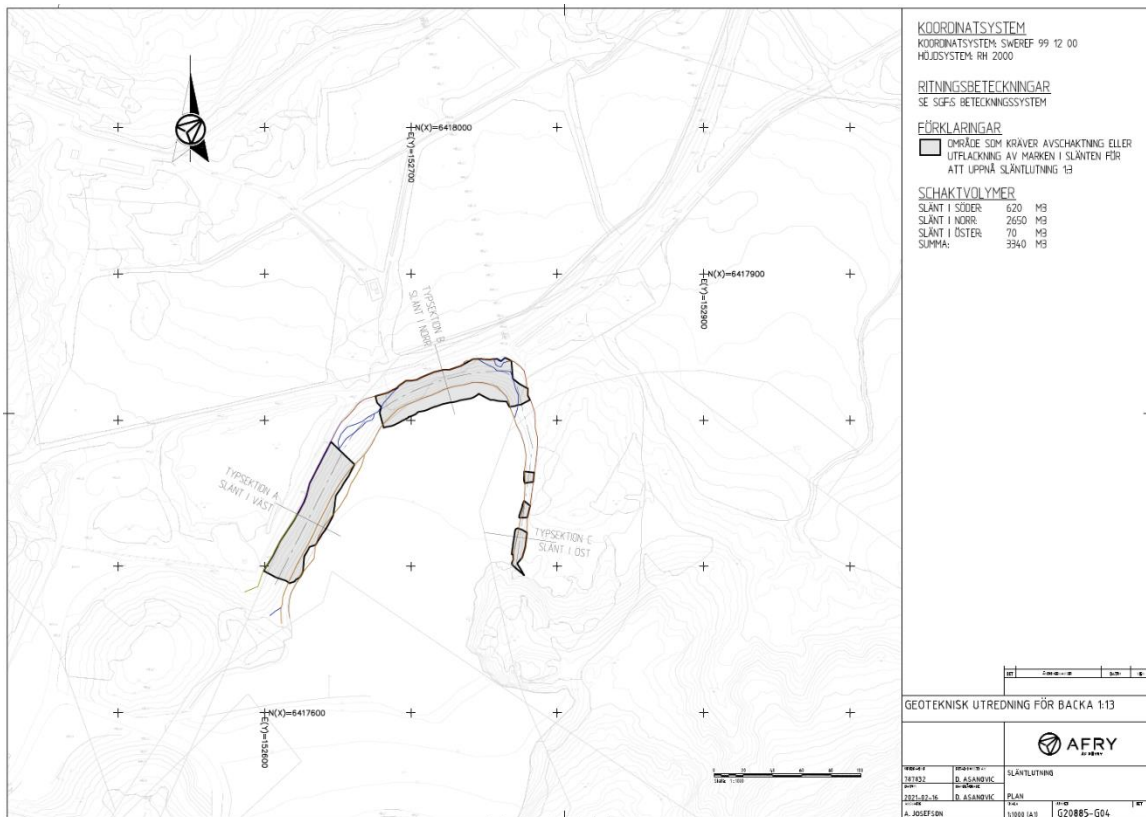 KOORDINATSYSTEM
KOORDINATSYSTEM: SWEREF 99 12 00
HÖJDSYSTEM: RH 2000
RITNINGSBETECKNINGAR
SE SGF:S BETECKNINGSSYSTEM
FÖRKLARINGAR
OMRÅDE SOM KRÄVER AVSCHAKTNING ELLER
UTFLACKNING AV MARKEN I SLÄNTEN FÖR
ATT UPPNÅ SLÄNTLUTNING 1:3
SCHAKTVOLYMER
SLÄNT I SÖDER: 620 M3
SLÄNT I NORR: 2650 M3
SLÄNT I ÖSTER: 70 M3
SUMMA: 3340 M3
N(X)=6418000
E(Y)=152700
N(X)=6417900
E(Y)=152900
TYPSEKTION B
SLÄNT I NORR
TYPSEKTION A
SLÄNT I VÄST
TYPSEKTION C
SLÄNT I ÖST
N(X)=6417600
E(Y)=152600
GEOTEKNISK UTREDNING FÖR BACKA 1:13
AFRY
787832 D. ASANOVIC
2021-02-16 D. ASANOVIC
A. JOSEFSON
SLÄNTLUTNING
PLAN
1:1000 (A1) G20885-G04